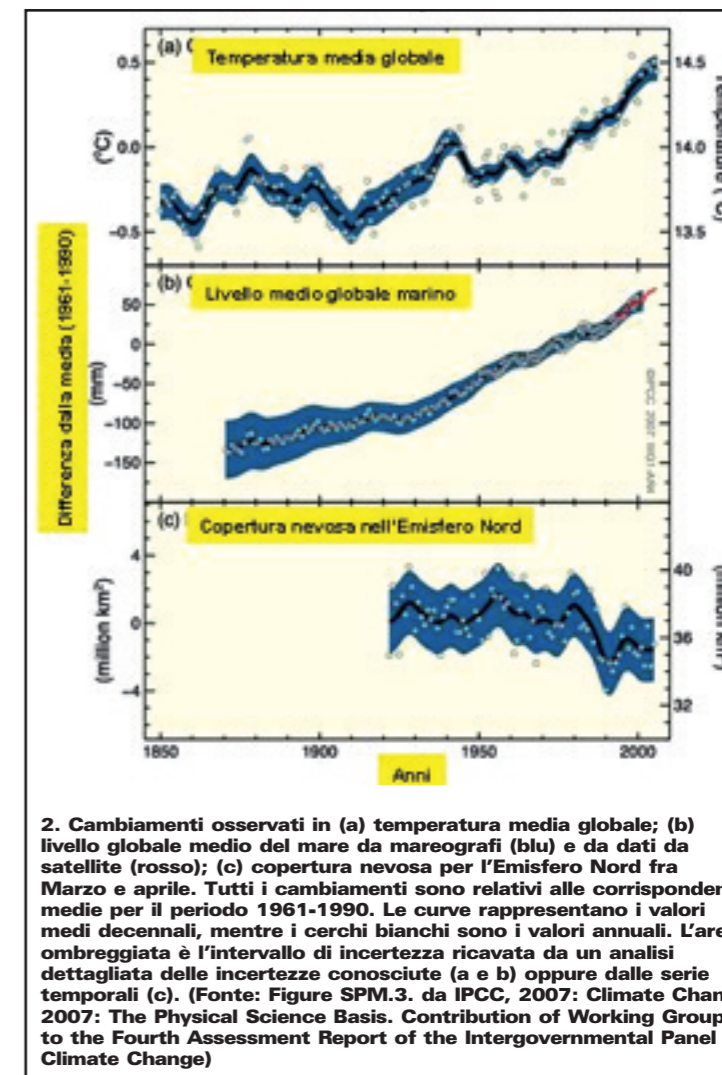 (a)
Temperatura media globale
0.5
0.0
-0.5
(°C)
14.5
14.0
13.5
Differenza dalla media (1961-1990)
(b)
Livello medio globale marino
50
0
-50
-100
-150
(mm)
©IPCC 2007: WG1-AR4
(c)
Copertura nevosa nell'Emisfero Nord
4
0
-4
(million km²)
40
36
32
1850
1900
1950
2000
Anni
2. Cambiamenti osservati in (a) temperatura media globale; (b)
livello globale medio del mare da mareografi (blu) e da dati da
satellite (rosso); (c) copertura nevosa per l'Emisfero Nord fra
Marzo e aprile. Tutti i cambiamenti sono relativi alle corrisponden
medie per il periodo 1961-1990. Le curve rappresentano i valori
medi decennali, mentre i cerchi bianchi sono i valori annuali. L'are
ombreggiata è l'intervallo di incertezza ricavata da un analisi
dettagliata delle incertezze conosciute (a e b) oppure dalle serie
temporali (c). (Fonte: Figure SPM.3. da IPCC, 2007: Climate Chan
2007: The Physical Science Basis. Contribution of Working Group
to the Fourth Assessment Report of the Intergovernmental Panel
Climate Change)